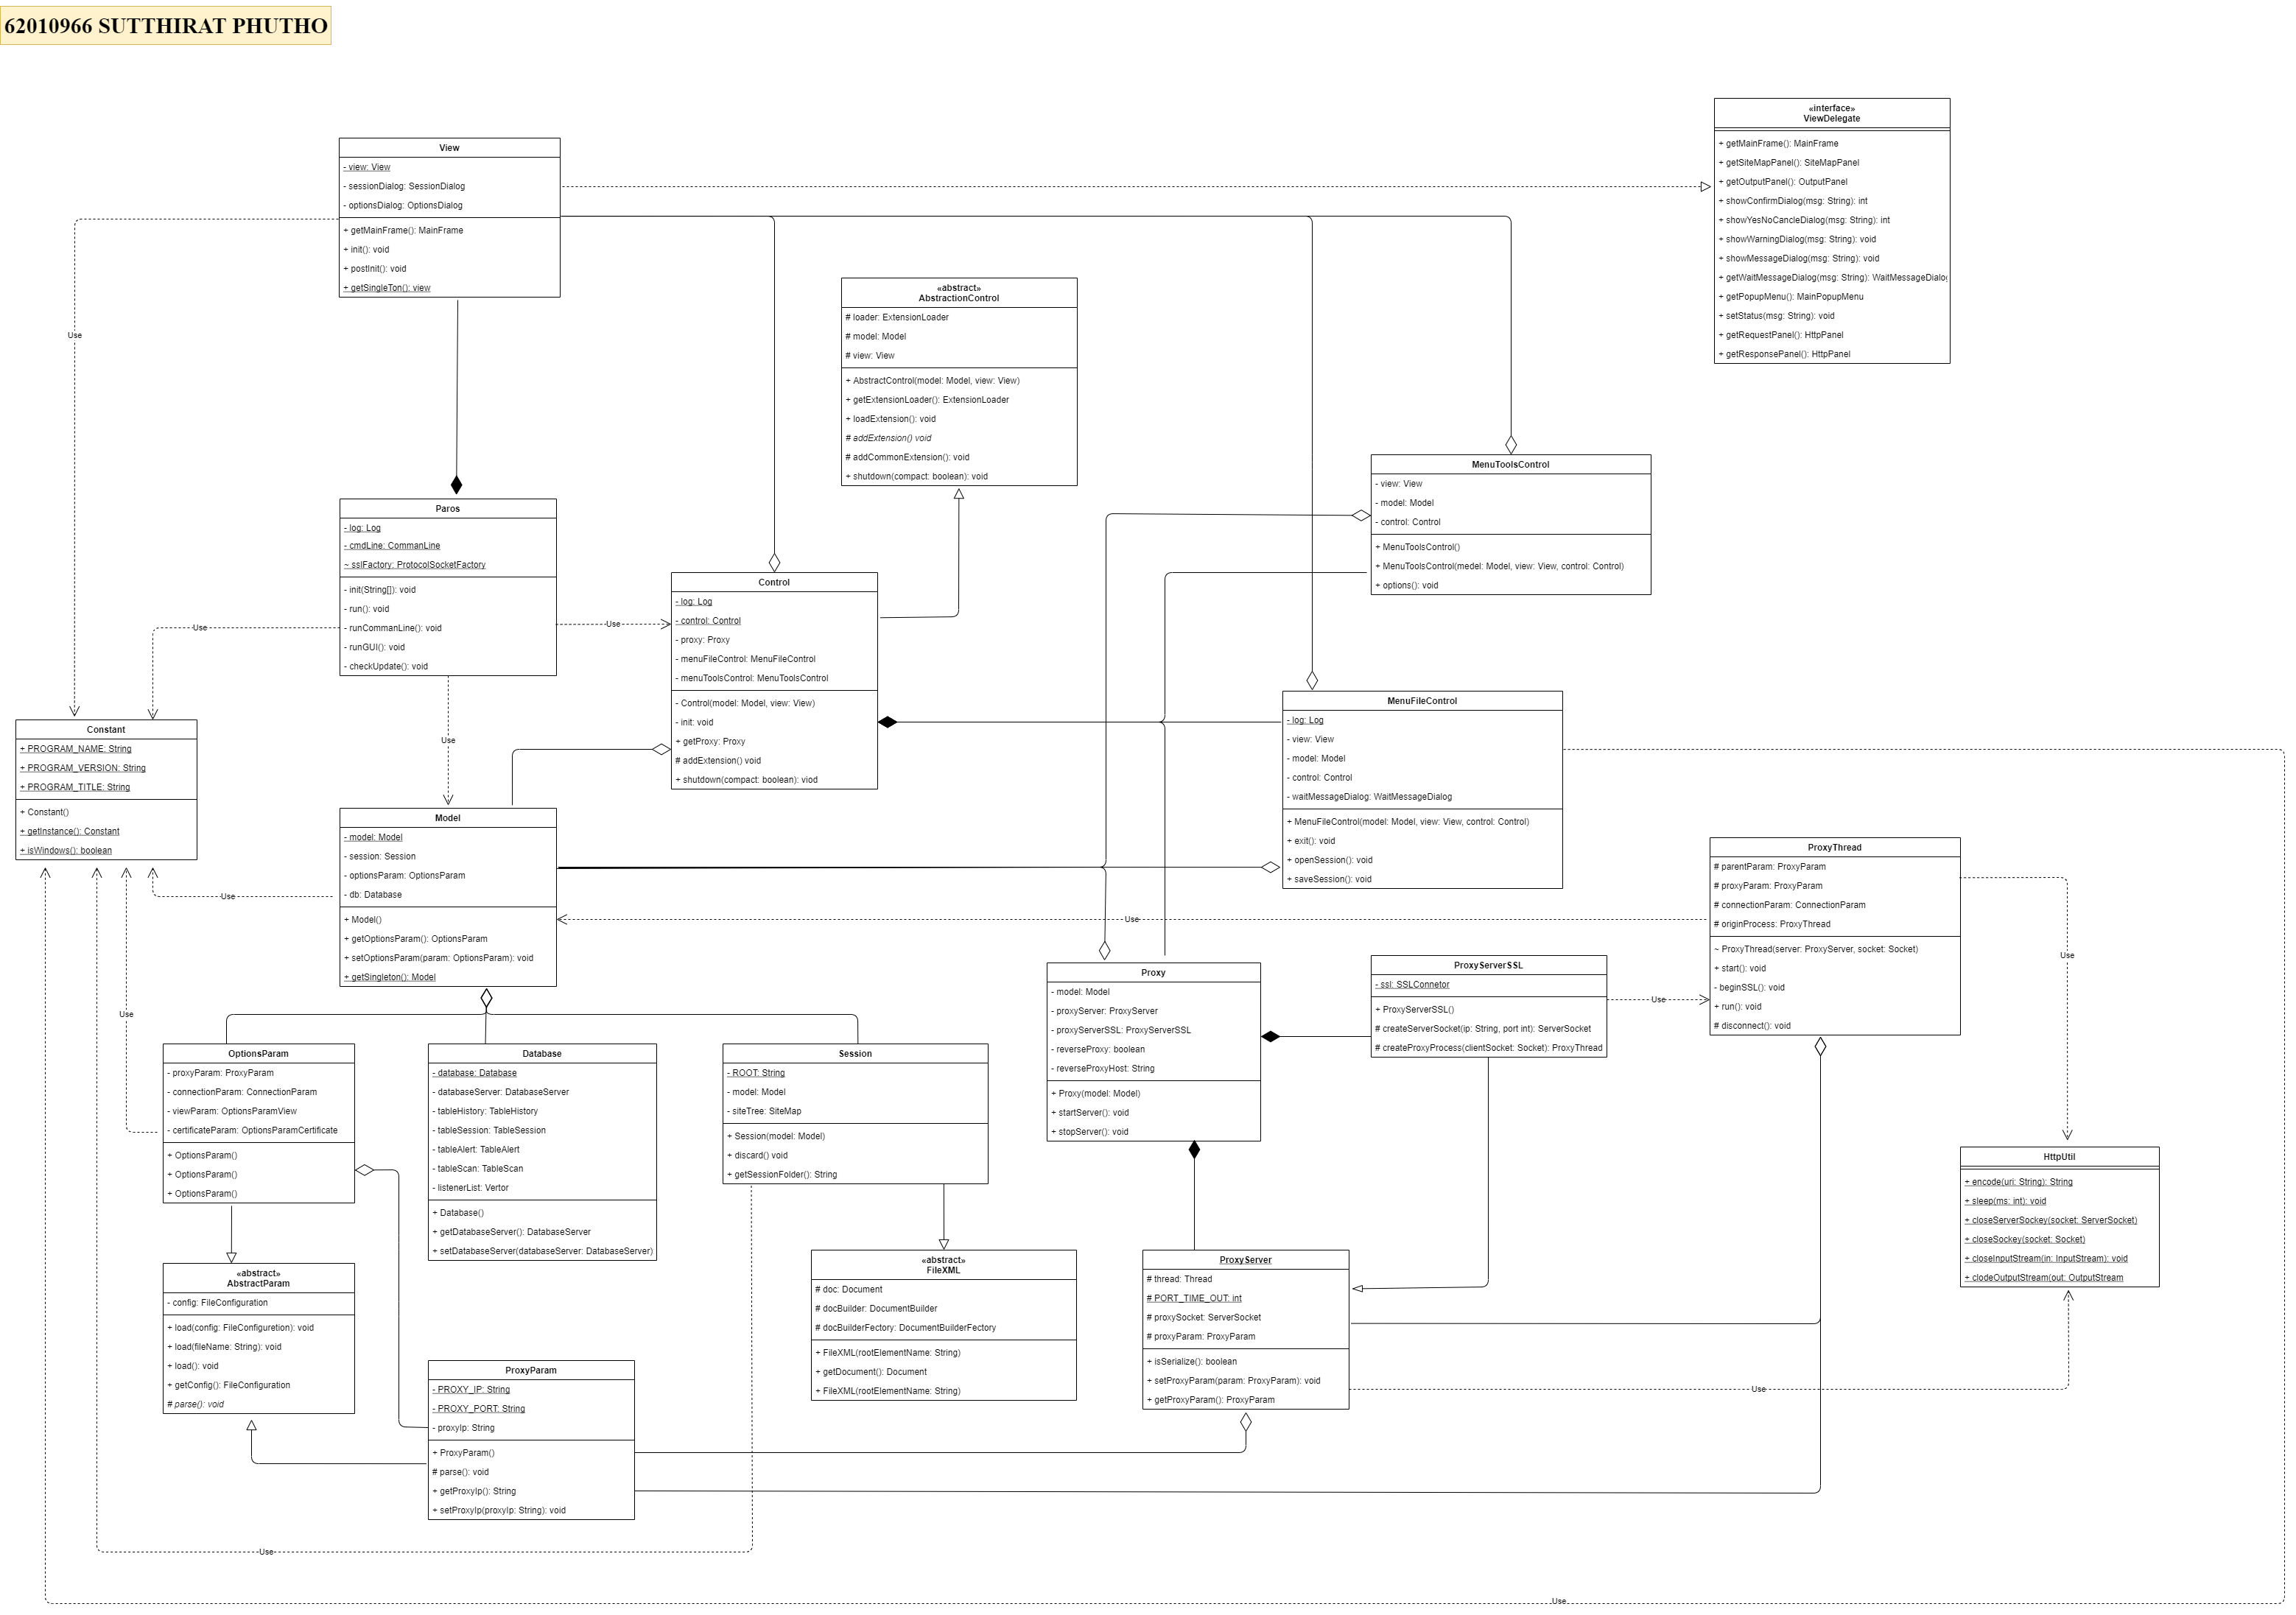 62010966 SUTTHIRAT PHUTHO
«interface»
ViewDelegate
+ getMainFrame(): MainFrame
+ getSiteMapPanel(): SiteMapPanel
+ getOutputPanel(): OutputPanel
+ showConfirmDialog(msg: String): int
+ showYesNoCancleDialog(msg: String): int
+ showWarningDialog(msg: String): void
+ showMessageDialog(msg: String): void
+ getWaitMessageDialog(msg: String): WaitMessageDialog
+ getPopupMenu(): MainPopupMenu
+ setStatus(msg: String): void
+ getRequestPanel(): HttpPanel
+ getResponsePanel(): HttpPanel
View
- view: View
- sessionDialog: SessionDialog
- optionsDialog: OptionsDialog
+ getMainFrame(): MainFrame
+ init(): void
+ postInit(): void
+ getSingleTon(): view
Use
«abstract»
AbstractionControl
# loader: ExtensionLoader
# model: Model
# view: View
+ AbstractControl(model: Model, view: View)
+ getExtensionLoader(): ExtensionLoader
+ loadExtension(): void
# addExtension() void
# addCommonExtension(): void
+ shutdown(compact: boolean): void
MenuToolsControl
- view: View
- model: Model
- control: Control
+ MenuToolsControl()
+ MenuToolsControl(medel: Model, view: View, control: Control)
+ options(): void
Paros
- log: Log
- cmdLine: CommanLine
~ sslFactory: ProtocolSocketFactory
- init(String[]): void
- run(): void
- runCommanLine(): void
- runGUI(): void
- checkUpdate(): void
Use
Use
Use
Control
- log: Log
- control: Control
- proxy: Proxy
- menuFileControl: MenuFileControl
- menuToolsControl: MenuToolsControl
- Control(model: Model, view: View)
- init: void
+ getProxy: Proxy
# addExtension() void
+ shutdown(compact: boolean): viod
MenuFileControl
- log: Log
- view: View
- model: Model
- control: Control
- waitMessageDialog: WaitMessageDialog
+ MenuFileControl(model: Model, view: View, control: Control)
+ exit(): void
+ openSession(): void
+ saveSession(): void
Constant
+ PROGRAM_NAME: String
+ PROGRAM_VERSION: String
+ PROGRAM_TITLE: String
+ Constant()
+ getInstance(): Constant
+ isWindows(): boolean
Model
- model: Model
- session: Session
- optionsParam: OptionsParam
- db: Database
+ Model()
+ getOptionsParam(): OptionsParam
+ setOptionsParam(param: OptionsParam): void
+ getSingleton(): Model
Use
Use
Use
ProxyThread
# parentParam: ProxyParam
# proxyParam: ProxyParam
# connectionParam: ConnectionParam
# originProcess: ProxyThread
~ ProxyThread(server: ProxyServer, socket: Socket)
+ start(): void
- beginSSL(): void
+ run(): void
# disconnect(): void
Use
Proxy
- model: Model
- proxyServer: ProxyServer
- proxyServerSSL: ProxyServerSSL
- reverseProxy: boolean
- reverseProxyHost: String
+ Proxy(model: Model)
+ startServer(): void
+ stopServer(): void
ProxyServerSSL
- ssl: SSLConnetor
+ ProxyServerSSL()
# createServerSocket(ip: String, port int): ServerSocket
# createProxyProcess(clientSocket: Socket): ProxyThread
Use
OptionsParam
- proxyParam: ProxyParam
- connectionParam: ConnectionParam
- viewParam: OptionsParamView
- certificateParam: OptionsParamCertificate
+ OptionsParam()
+ OptionsParam()
+ OptionsParam()
Database
- database: Database
- databaseServer: DatabaseServer
- tableHistory: TableHistory
- tableSession: TableSession
- tableAlert: TableAlert
- tableScan: TableScan
- listenerList: Vertor
+ Database()
+ getDatabaseServer(): DatabaseServer
+ setDatabaseServer(databaseServer: DatabaseServer)
Session
- ROOT: String
- model: Model
- siteTree: SiteMap
+ Session(model: Model)
+ discard() void
+ getSessionFolder(): String
HttpUtil
+ encode(uri: String): String
+ sleep(ms: int): void
+ closeServerSockey(socket: ServerSocket)
+ closeSockey(socket: Socket)
+ closeInputStream(in: InputStream): void
+ clodeOutputStream(out: OutputStream
«abstract»
AbstractParam
- config: FileConfiguration
+ load(config: FileConfiguretion): void
+ load(fileName: String): void
+ load(): void
+ getConfig(): FileConfiguration
# parse(): void
«abstract»
FileXML
# doc: Document
# docBuilder: DocumentBuilder
# docBuilderFectory: DocumentBuilderFectory
+ FileXML(rootElementName: String)
+ getDocument(): Document
+ FileXML(rootElementName: String)
ProxyServer
# thread: Thread
# PORT_TIME_OUT: int
# proxySocket: ServerSocket
# proxyParam: ProxyParam
+ isSerialize(): boolean
+ setProxyParam(param: ProxyParam): void
+ getProxyParam(): ProxyParam
Use
ProxyParam
- PROXY_IP: String
- PROXY_PORT: String
- proxyIp: String
+ ProxyParam()
# parse(): void
+ getProxyIp(): String
+ setProxyIp(proxyIp: String): void
Use
Use